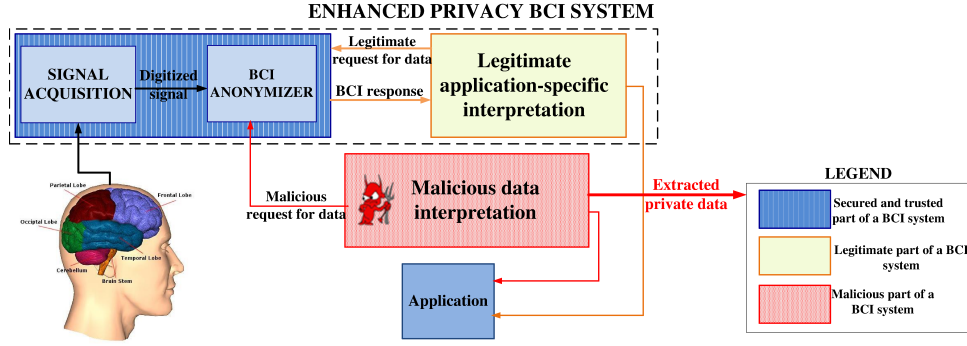 ENHANCED PRIVACY BCI SYSTEM
SIGNAL
ACQUISITION
Digitized
signal
BCI
ANONYMIZER
Legitimate
request for data
BCI response
Legitimate
application-specific
interpretation
Malicious
request for data
Malicious data
interpretation
Extracted
private data
Application
Parietal Lobe
Frontal Lobe
Occiptal Lobe
Temporal Lobe
Cerebellum
Brain Stem
LEGEND
Secured and trusted
part of a BCI system
Legitimate part of a BCI
system
Malicious part of a
BCI system